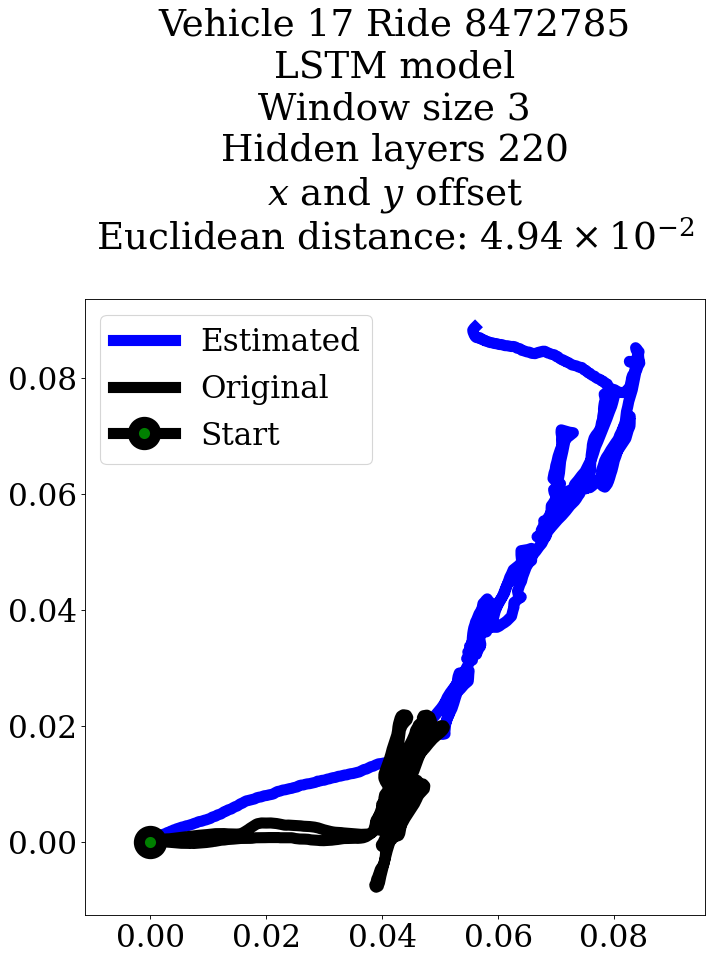 Vehicle 17 Ride 8472785
LSTM model
Window size 3
Hidden layers 220
x and y offset
Euclidean distance: 4.94 × 10⁻²
Estimated
Original
Start
0.08
0.06
0.04
0.02
0.00
0.00 0.02 0.04 0.06 0.08